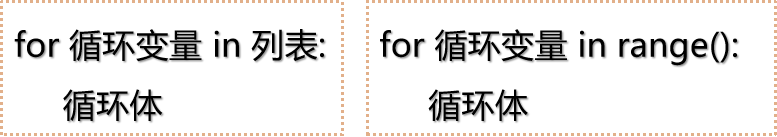 for 循环变量 in 列表:
循环体
for 循环变量 in range():
循环体